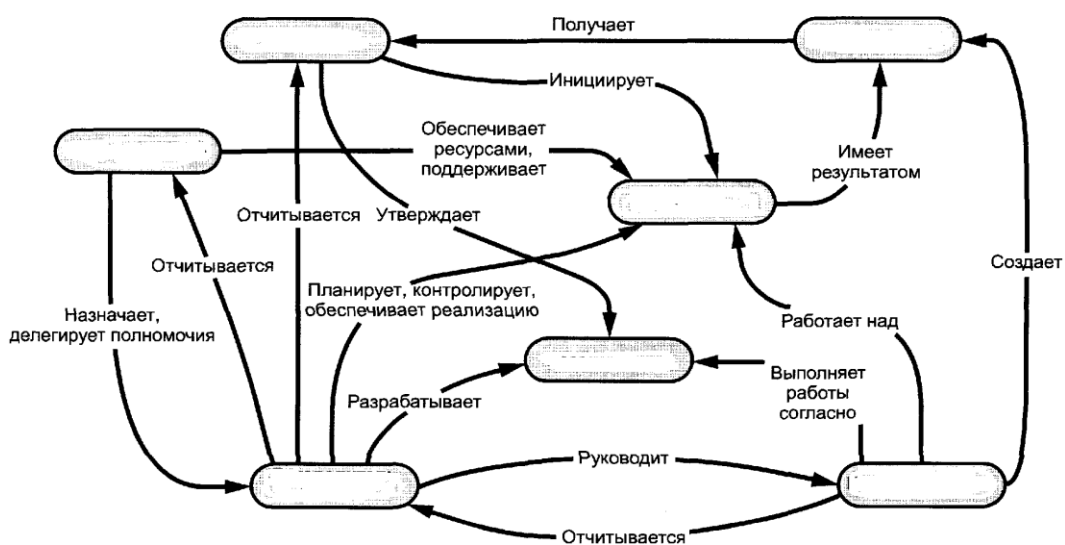 Получает
Инициирует
Обеспечивает
ресурсами,
поддерживает
Имеет
результатом
Отчитывается
Утверждает
Отчитывается
Создает
Планирует, контролирует,
обеспечивает реализацию
Назначает,
делегирует полномочия
Работает над
Выполняет
работы
согласно
Разрабатывает
Руководит
Отчитывается